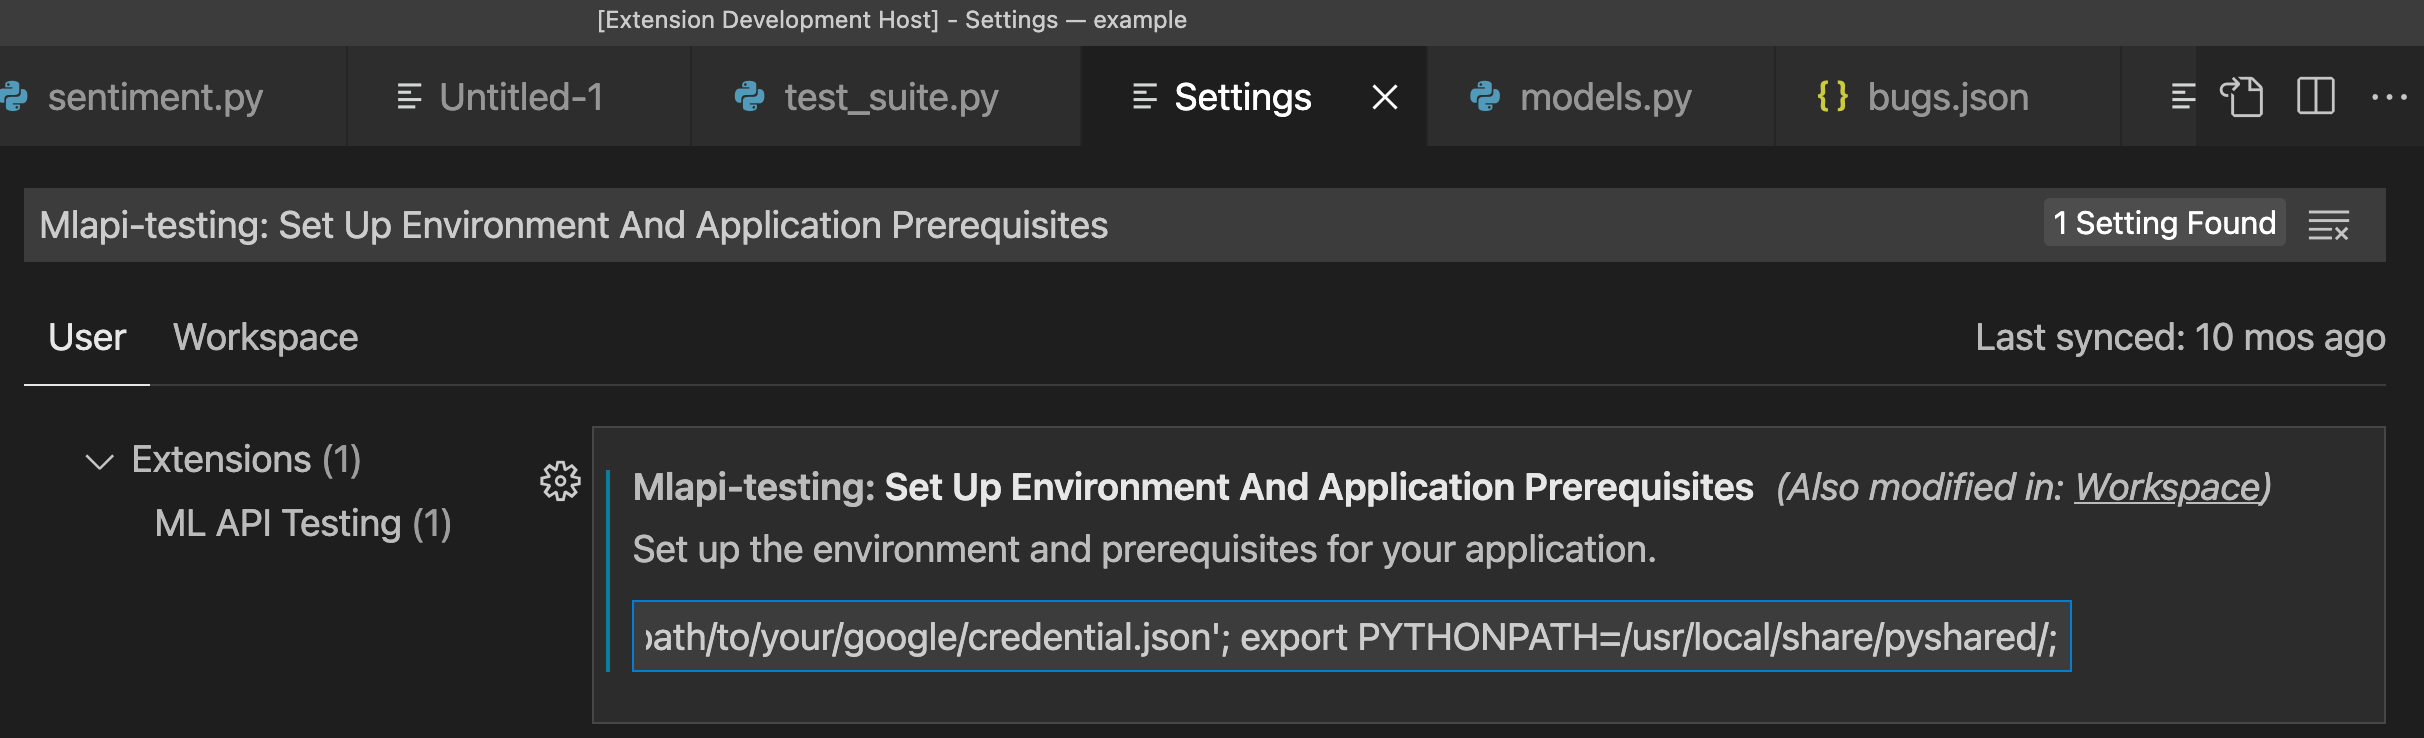 [Extension Development Host] - Settings — example
sentiment.py Untitled-1 test_suite.py Settings models.py bugs.json
Mlapi-testing: Set Up Environment And Application Prerequisites 1 Setting Found
User Workspace Last synced: 10 mos ago
Extensions (1)
ML API Testing (1)
Mlapi-testing: Set Up Environment And Application Prerequisites (Also modified in: Workspace)
Set up the environment and prerequisites for your application.
path/to/your/google/credential.json'; export PYTHONPATH=/usr/local/share/pyshared/;